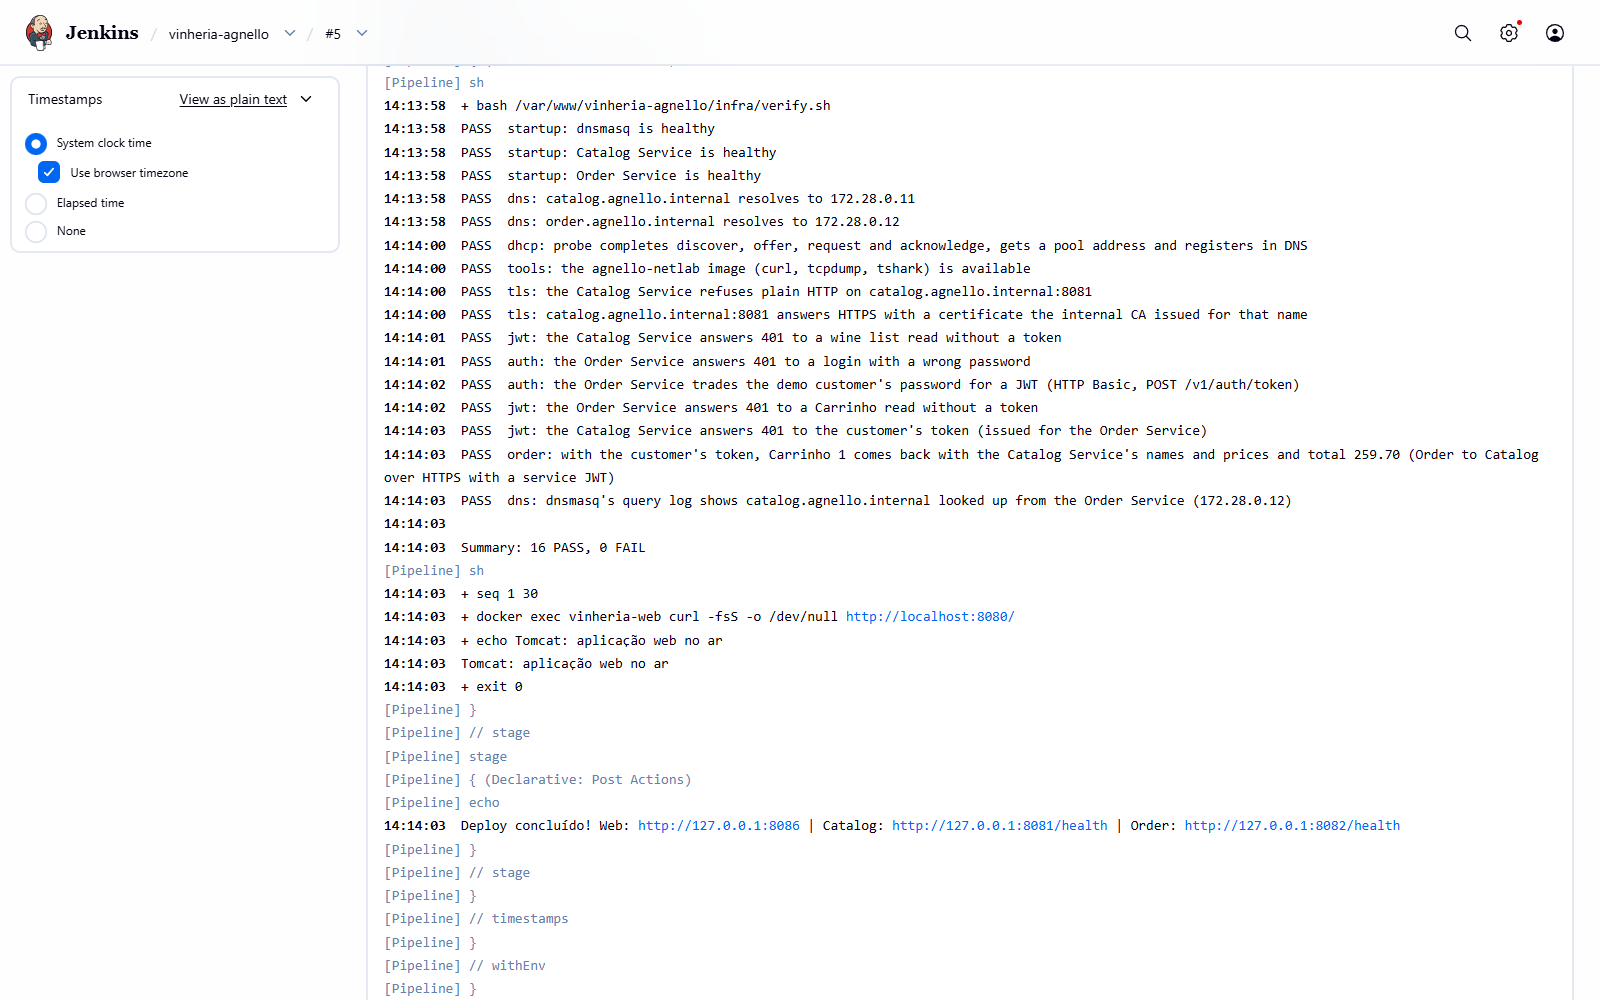 Jenkins / vinheria-agnello / #5
Timestamps View as plain text
System clock time
Use browser timezone
Elapsed time
None
[Pipeline] sh
14:13:58 + bash /var/www/vinheria-agnello/infra/verify.sh
14:13:58 PASS startup: dnsmasq is healthy
14:13:58 PASS startup: Catalog Service is healthy
14:13:58 PASS startup: Order Service is healthy
14:13:58 PASS dns: catalog.agnello.internal resolves to 172.28.0.11
14:13:58 PASS dns: order.agnello.internal resolves to 172.28.0.12
14:14:00 PASS dhcp: probe completes discover, offer, request and acknowledge, gets a pool address and registers in DNS
14:14:00 PASS tools: the agnello-netlab image (curl, tcpdump, tshark) is available
14:14:00 PASS tls: the Catalog Service refuses plain HTTP on catalog.agnello.internal:8081
14:14:00 PASS tls: catalog.agnello.internal:8081 answers HTTPS with a certificate the internal CA issued for that name
14:14:01 PASS jwt: the Catalog Service answers 401 to a wine list read without a token
14:14:01 PASS auth: the Order Service answers 401 to a login with a wrong password
14:14:02 PASS auth: the Order Service trades the demo customer's password for a JWT (HTTP Basic, POST /v1/auth/token)
14:14:02 PASS jwt: the Order Service answers 401 to a Carrinho read without a token
14:14:03 PASS jwt: the Catalog Service answers 401 to the customer's token (issued for the Order Service)
14:14:03 PASS order: with the customer's token, Carrinho 1 comes back with the Catalog Service's names and prices and total 259.70 (Order to Catalog
over HTTPS with a service JWT)
14:14:03 PASS dns: dnsmasq's query log shows catalog.agnello.internal looked up from the Order Service (172.28.0.12)
14:14:03
14:14:03 Summary: 16 PASS, 0 FAIL
[Pipeline] sh
14:14:03 + seq 1 30
14:14:03 + docker exec vinheria-web curl -fsS -o /dev/null http://localhost:8080/
14:14:03 + echo Tomcat: aplicação web no ar
14:14:03 Tomcat: aplicação web no ar
14:14:03 + exit 0
[Pipeline] }
[Pipeline] // stage
[Pipeline] stage
[Pipeline] { (Declarative: Post Actions)
[Pipeline] echo
14:14:03 Deploy concluído! Web: http://127.0.0.1:8086 | Catalog: http://127.0.0.1:8081/health | Order: http://127.0.0.1:8082/health
[Pipeline] }
[Pipeline] // stage
[Pipeline] }
[Pipeline] // timestamps
[Pipeline] }
[Pipeline] // withEnv
[Pipeline] }